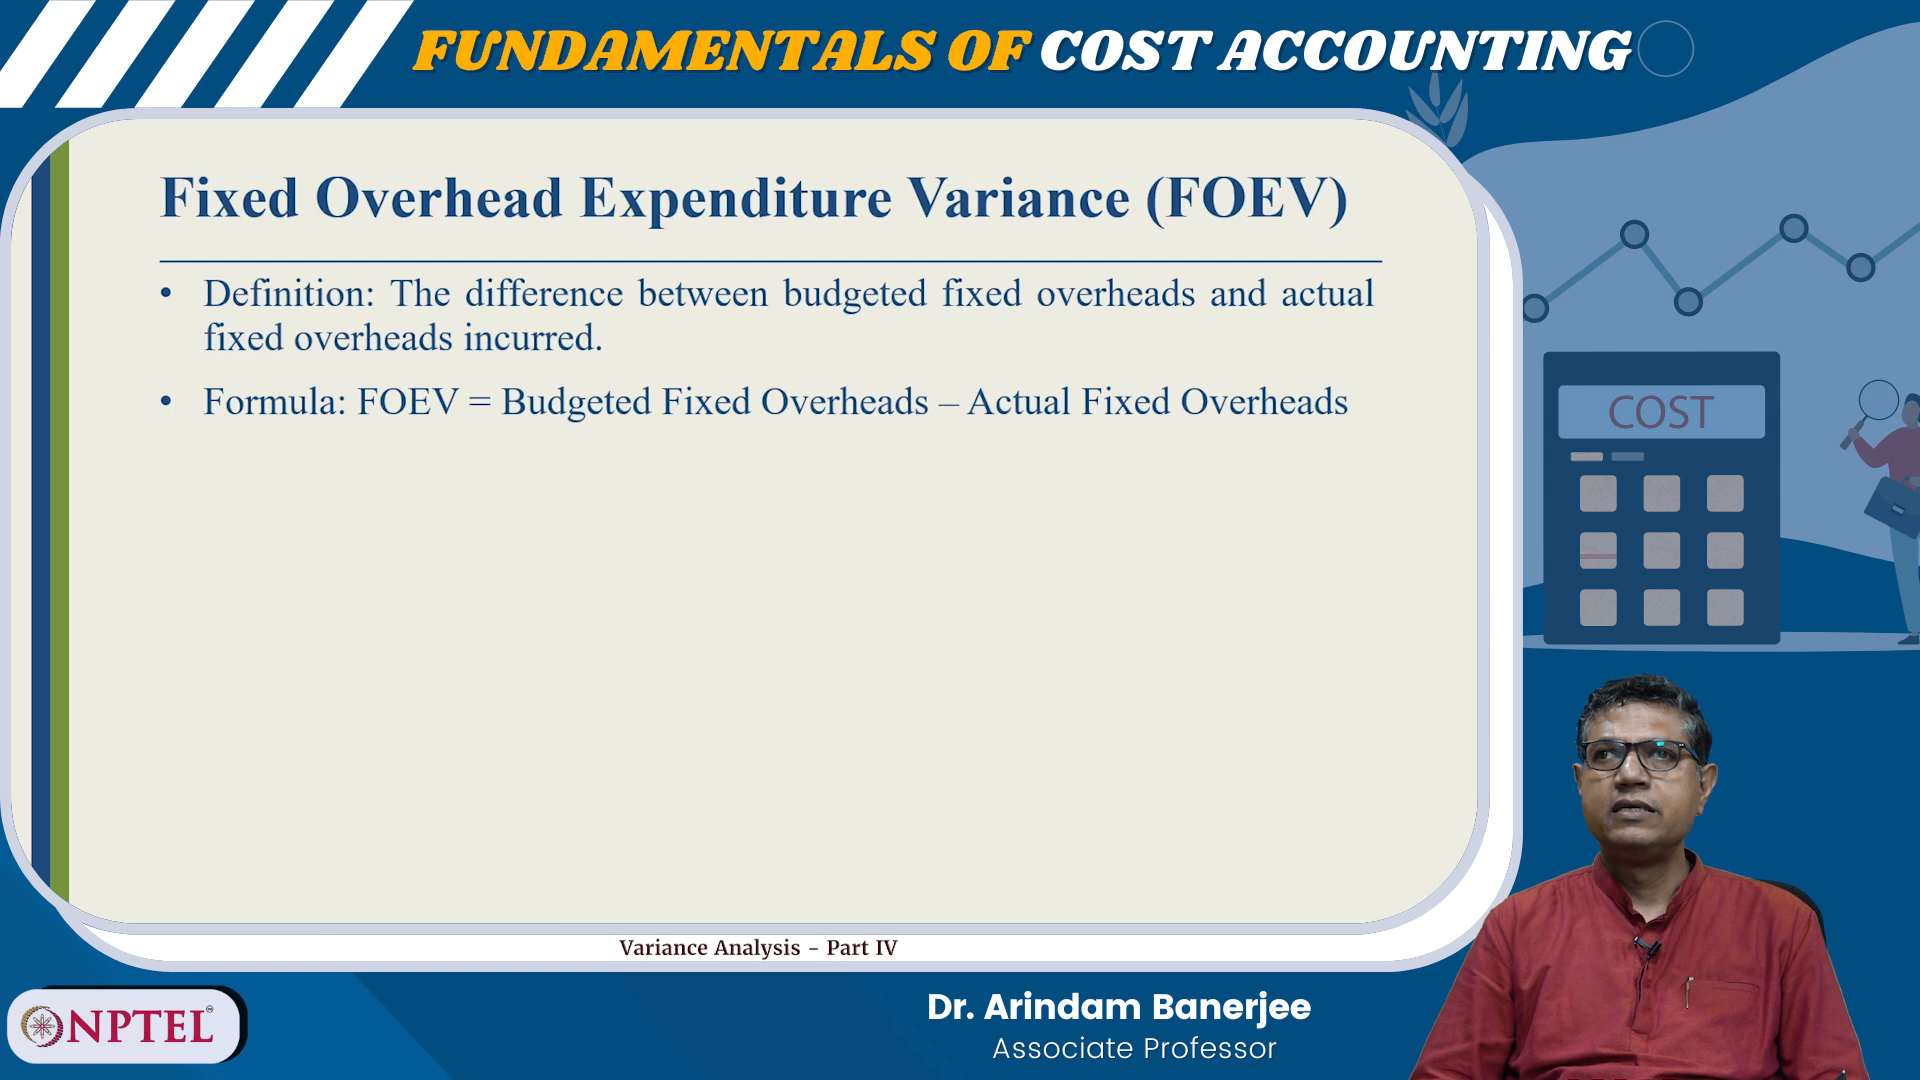 FUNDAMENTALS OF COST ACCOUNTING
Fixed Overhead Expenditure Variance (FOEV)
• Definition: The difference between budgeted fixed overheads and actual
fixed overheads incurred.
• Formula: FOEV = Budgeted Fixed Overheads – Actual Fixed Overheads
COST
Variance Analysis - Part IV
NPTEL
Dr. Arindam Banerjee
Associate Professor